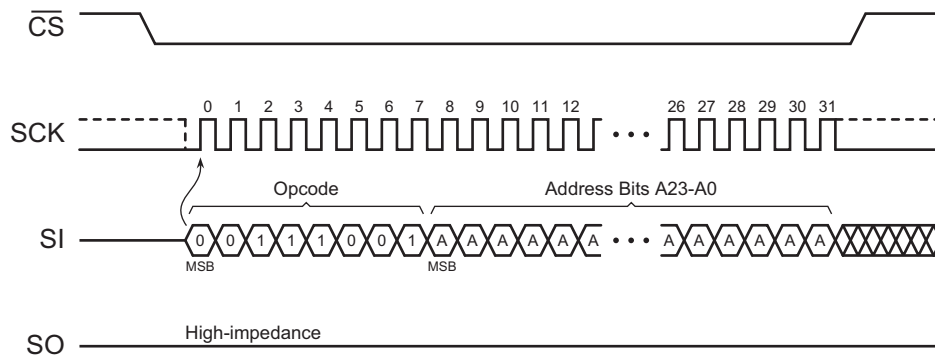 CS
0 1 2 3 4 5 6 7 8 9 10 11 12 26 27 28 29 30 31
SCK
Opcode Address Bits A23-A0
SI 0 0 1 1 1 0 0 1 A A A A A A A A A A A A
MSB MSB
High-impedance
SO